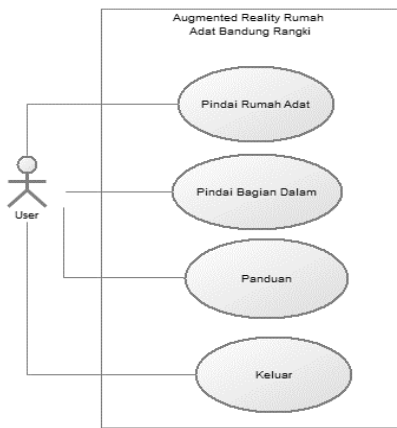 Augmented Reality Rumah
Adat Bandung Rangki
Pindai Rumah Adat
Pindai Bagian Dalam
User
Panduan
Keluar